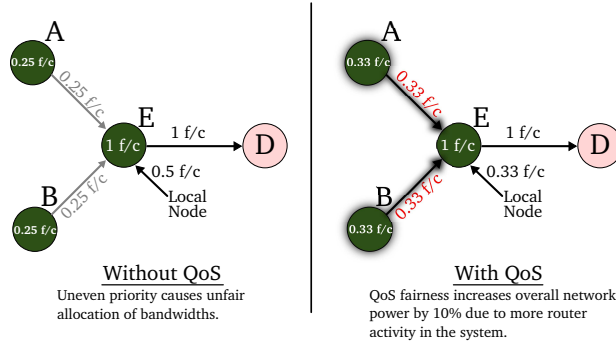 A
0.25 f/c
0.25 f/c
E
1 f/c
1 f/c
D
0.5 f/c
Local
Node
B
0.25 f/c
0.25 f/c
Without QoS
Uneven priority causes unfair
allocation of bandwidths.
A
0.33 f/c
0.33 f/c
E
1 f/c
1 f/c
D
0.33 f/c
Local
Node
B
0.33 f/c
0.33 f/c
With QoS
QoS fairness increases overall network
power by 10% due to more router
activity in the system.